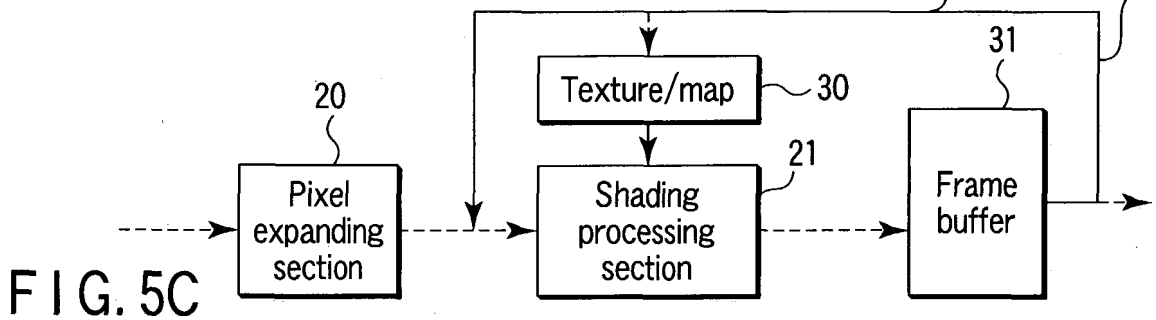 31
Texture/map
30
20
21
Pixel
expanding
section
Shading
processing
section
Frame
buffer
FIG. 5C